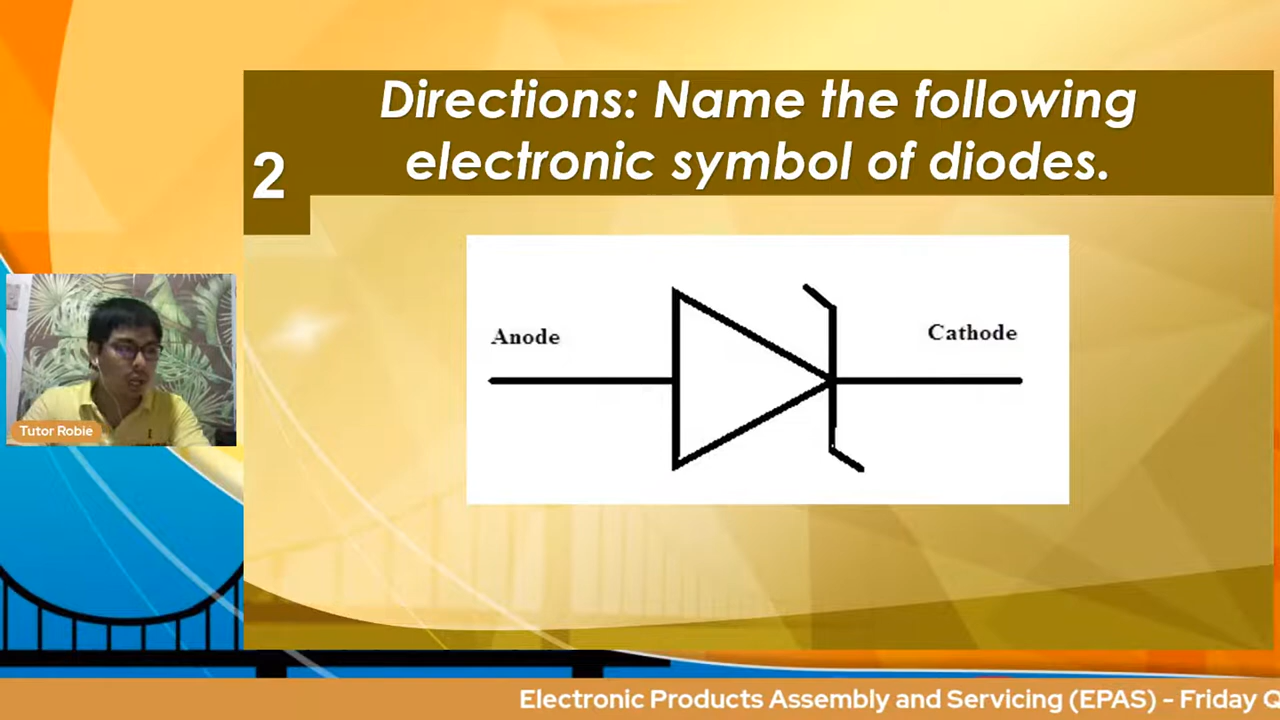 Directions: Name the following
electronic symbol of diodes.
2
Anode
Cathode
Tutor Robie
Electronic Products Assembly and Servicing (EPAS) - Friday Q